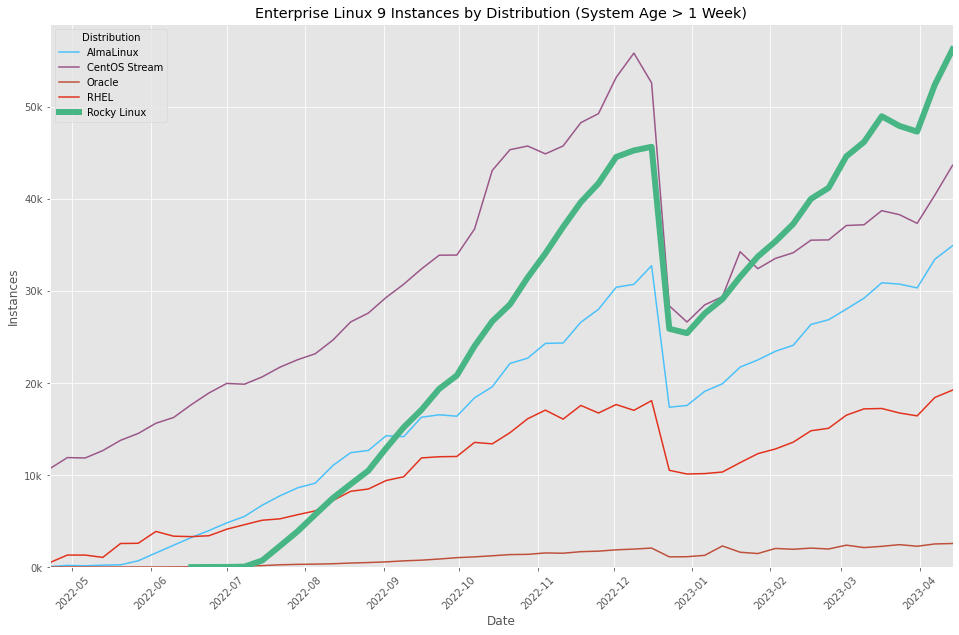 Enterprise Linux 9 Instances by Distribution (System Age > 1 Week)
Distribution
AlmaLinux
CentOS Stream
Oracle
RHEL
Rocky Linux
Instances
50k
40k
30k
20k
10k
0k
2022-05
2022-06
2022-07
2022-08
2022-09
2022-10
2022-11
2022-12
2023-01
2023-02
2023-03
2023-04
Date